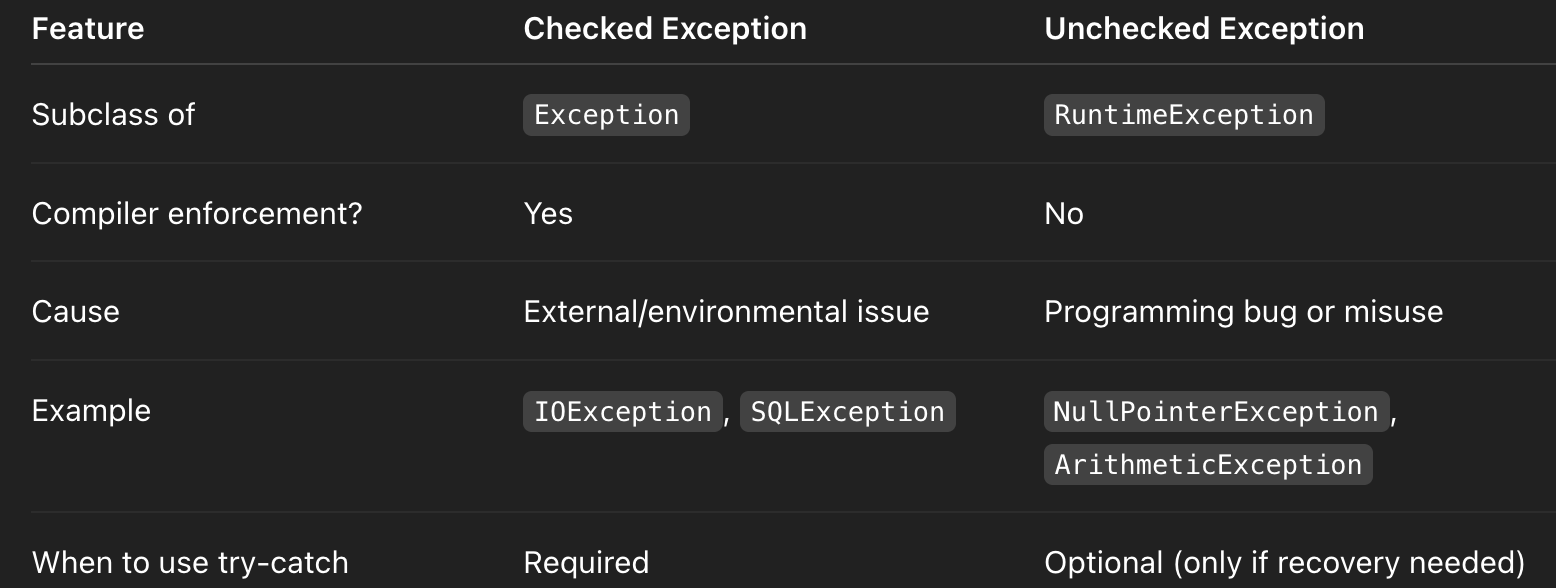 Feature Checked Exception Unchecked Exception
Subclass of Exception RuntimeException
Compiler enforcement? Yes No
Cause External/environmental issue Programming bug or misuse
Example IOException, SQLException NullPointerException,
ArithmeticException
When to use try-catch Required Optional (only if recovery needed)